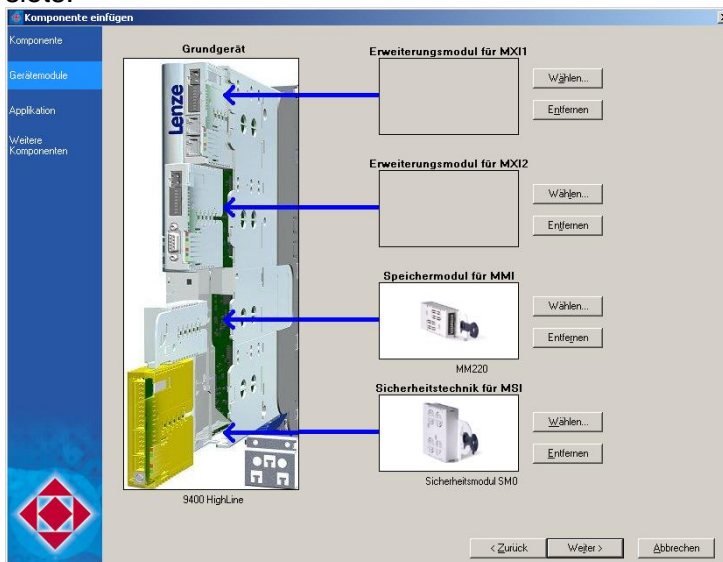 Komponente einfügen
Komponente
Gerätemodule
Applikation
Weitere
Komponenten
Grundgerät
Lenze
9400 HighLine
Erweiterungsmodul für MXI1
Wählen...
Entfernen
Erweiterungsmodul für MXI2
Wählen...
Entfernen
Speichermodul für MMI
Wählen...
Entfernen
MM220
Sicherheitstechnik für MSI
Wählen...
Entfernen
Sicherheitsmodul SM0
< Zurück
Weiter >
Abbrechen